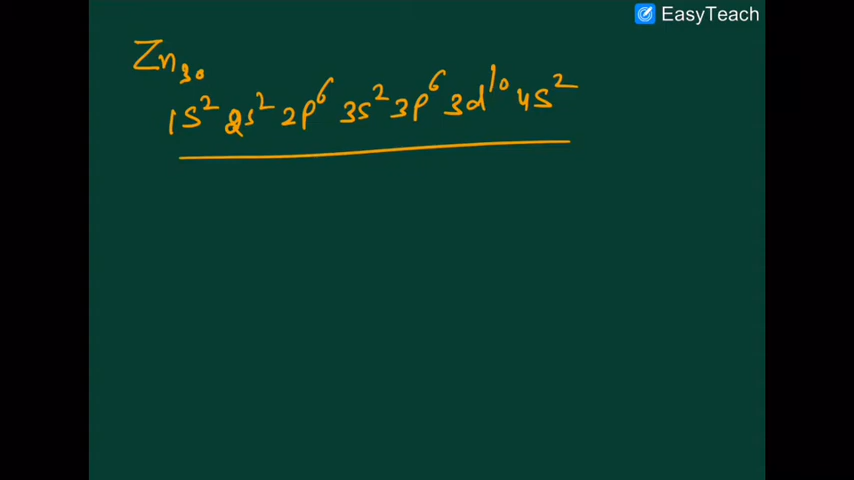 EasyTeach
Zn₃₀
1s² 2s² 2p⁶ 3s² 3p⁶ 3d¹⁰ 4s²